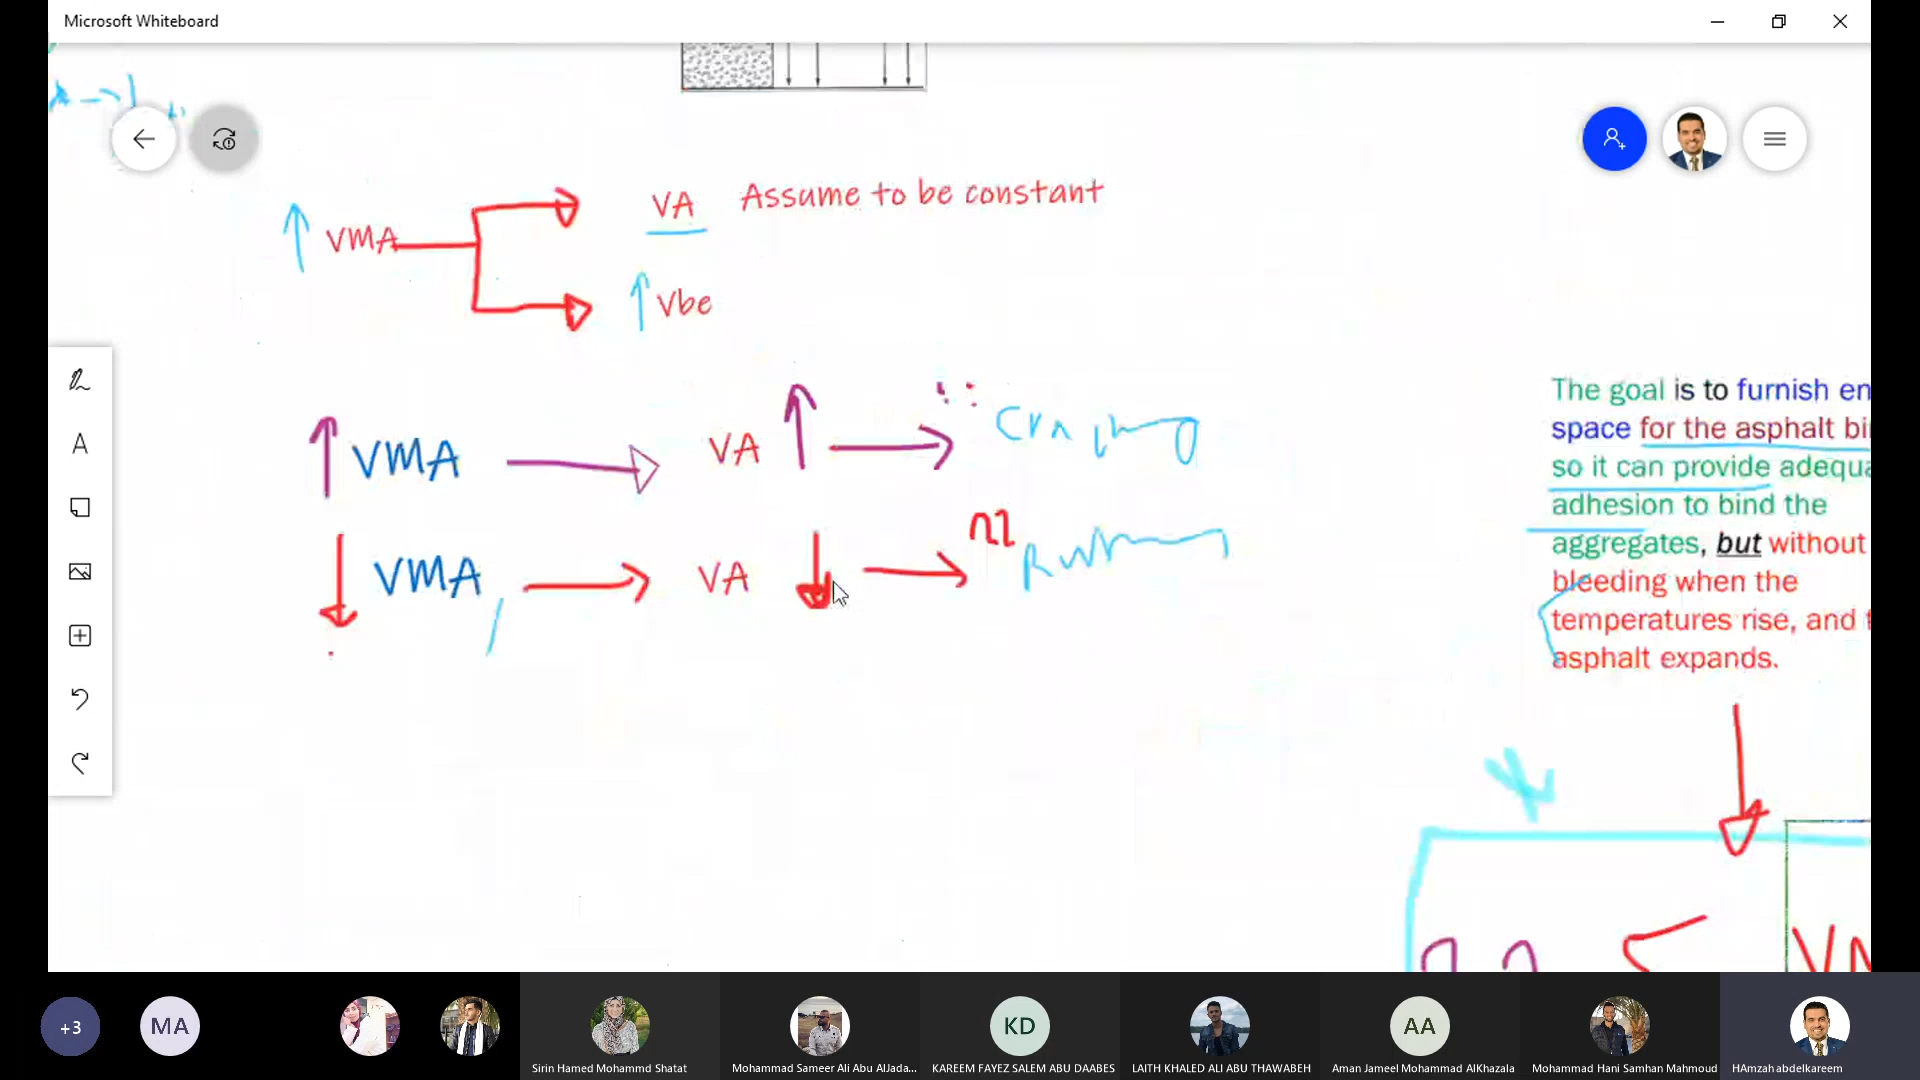 Microsoft Whiteboard
VA Assume to be constant
VMA
Vbe
VMA VA
VMA VA
The goal is to furnish en
space for the asphalt bi
so it can provide adequa
adhesion to bind the
aggregates, but without
bleeding when the
temperatures rise, and t
asphalt expands.
+3
MA
KD
AA
Sirin Hamed Mohammd Shatat
Mohammad Sameer Ali Abu AlJada...
KAREEM FAYEZ SALEM ABU DAABES
LAITH KHALED ALI ABU THAWABEH
Aman Jameel Mohammad AlKhazala
Mohammad Hani Samhan Mahmoud
HAmzah abdelkareem